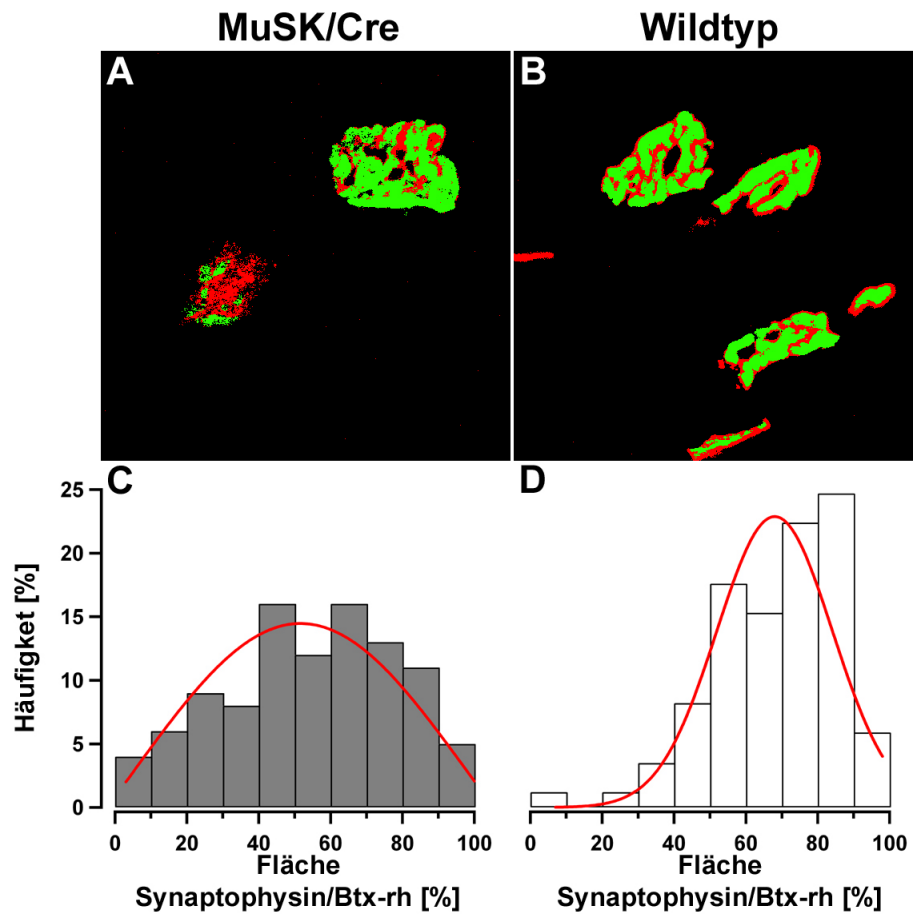 MuSK/Cre
Wildtyp
A
B
C
D
Häufigket [%]
25
20
15
10
5
0
0 20 40 60 80 100
0 20 40 60 80 100
Fläche
Synaptophysin/Btx-rh [%]
Fläche
Synaptophysin/Btx-rh [%]